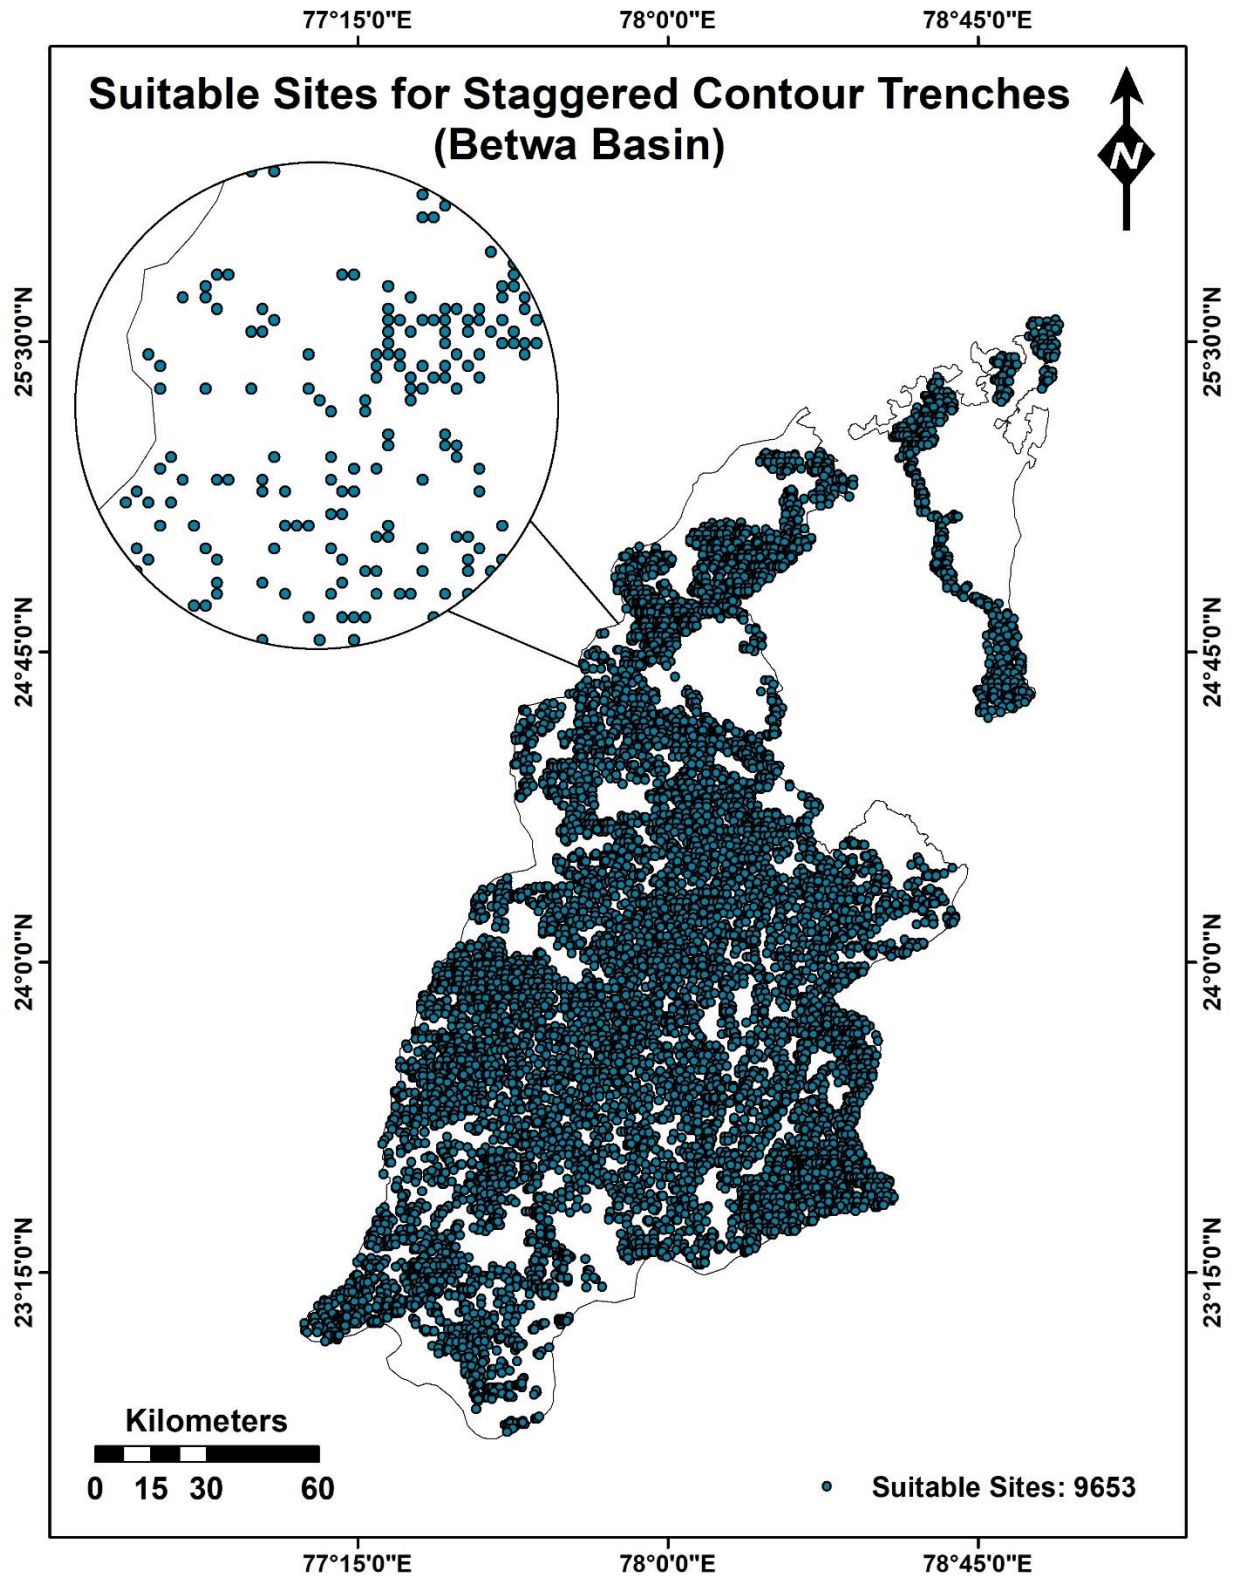 77°15'0"E 78°0'0"E 78°45'0"E
Suitable Sites for Staggered Contour Trenches
(Betwa Basin)
N
25°30'0"N 25°30'0"N
24°45'0"N 24°45'0"N
24°0'0"N 24°0'0"N
23°15'0"N 23°15'0"N
Kilometers
0 15 30 60
Suitable Sites: 9653
77°15'0"E 78°0'0"E 78°45'0"E